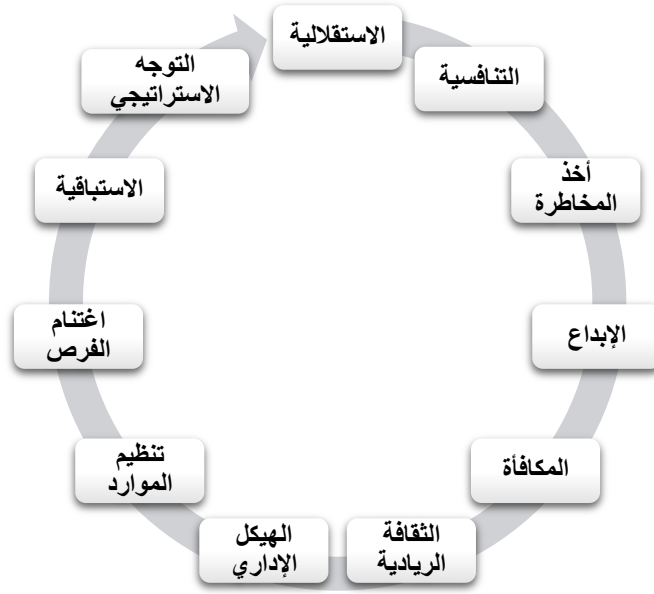 الاستقلالية
التنافسية
أخذ
المخاطرة
الإبداع
المكافأة
الثقافة
الريادية
الهيكل
الإداري
تنظيم
الموارد
اغتنام
الفرص
الاستباقية
التوجه
الاستراتيجي